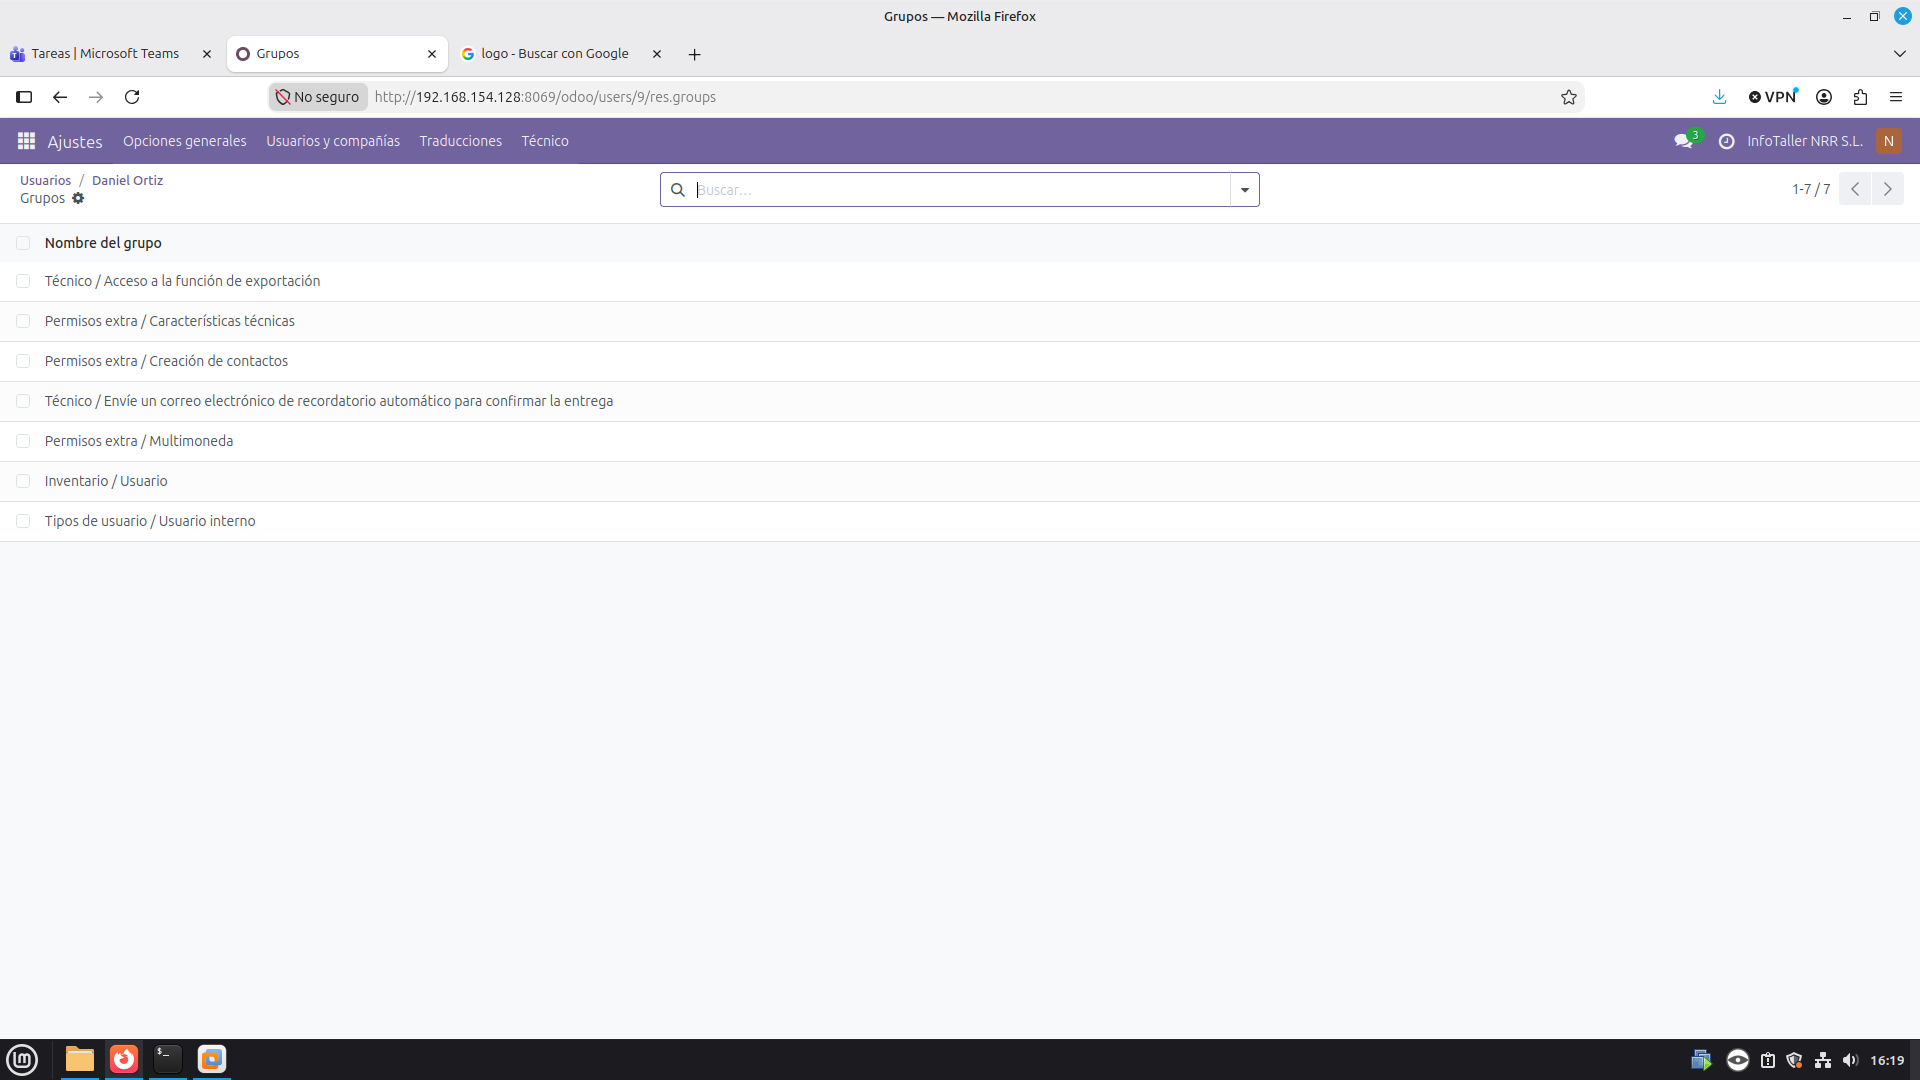 Grupos — Mozilla Firefox
Tareas | Microsoft Teams
Grupos
logo - Buscar con Google
No seguro
http://192.168.154.128:8069/odoo/users/9/res.groups
VPN
Ajustes
Opciones generales
Usuarios y compañías
Traducciones
Técnico
3
InfoTaller NRR S.L.
N
Usuarios / Daniel Ortiz
Grupos
Buscar...
1-7 / 7
Nombre del grupo
Técnico / Acceso a la función de exportación
Permisos extra / Características técnicas
Permisos extra / Creación de contactos
Técnico / Envíe un correo electrónico de recordatorio automático para confirmar la entrega
Permisos extra / Multimoneda
Inventario / Usuario
Tipos de usuario / Usuario interno
16:19